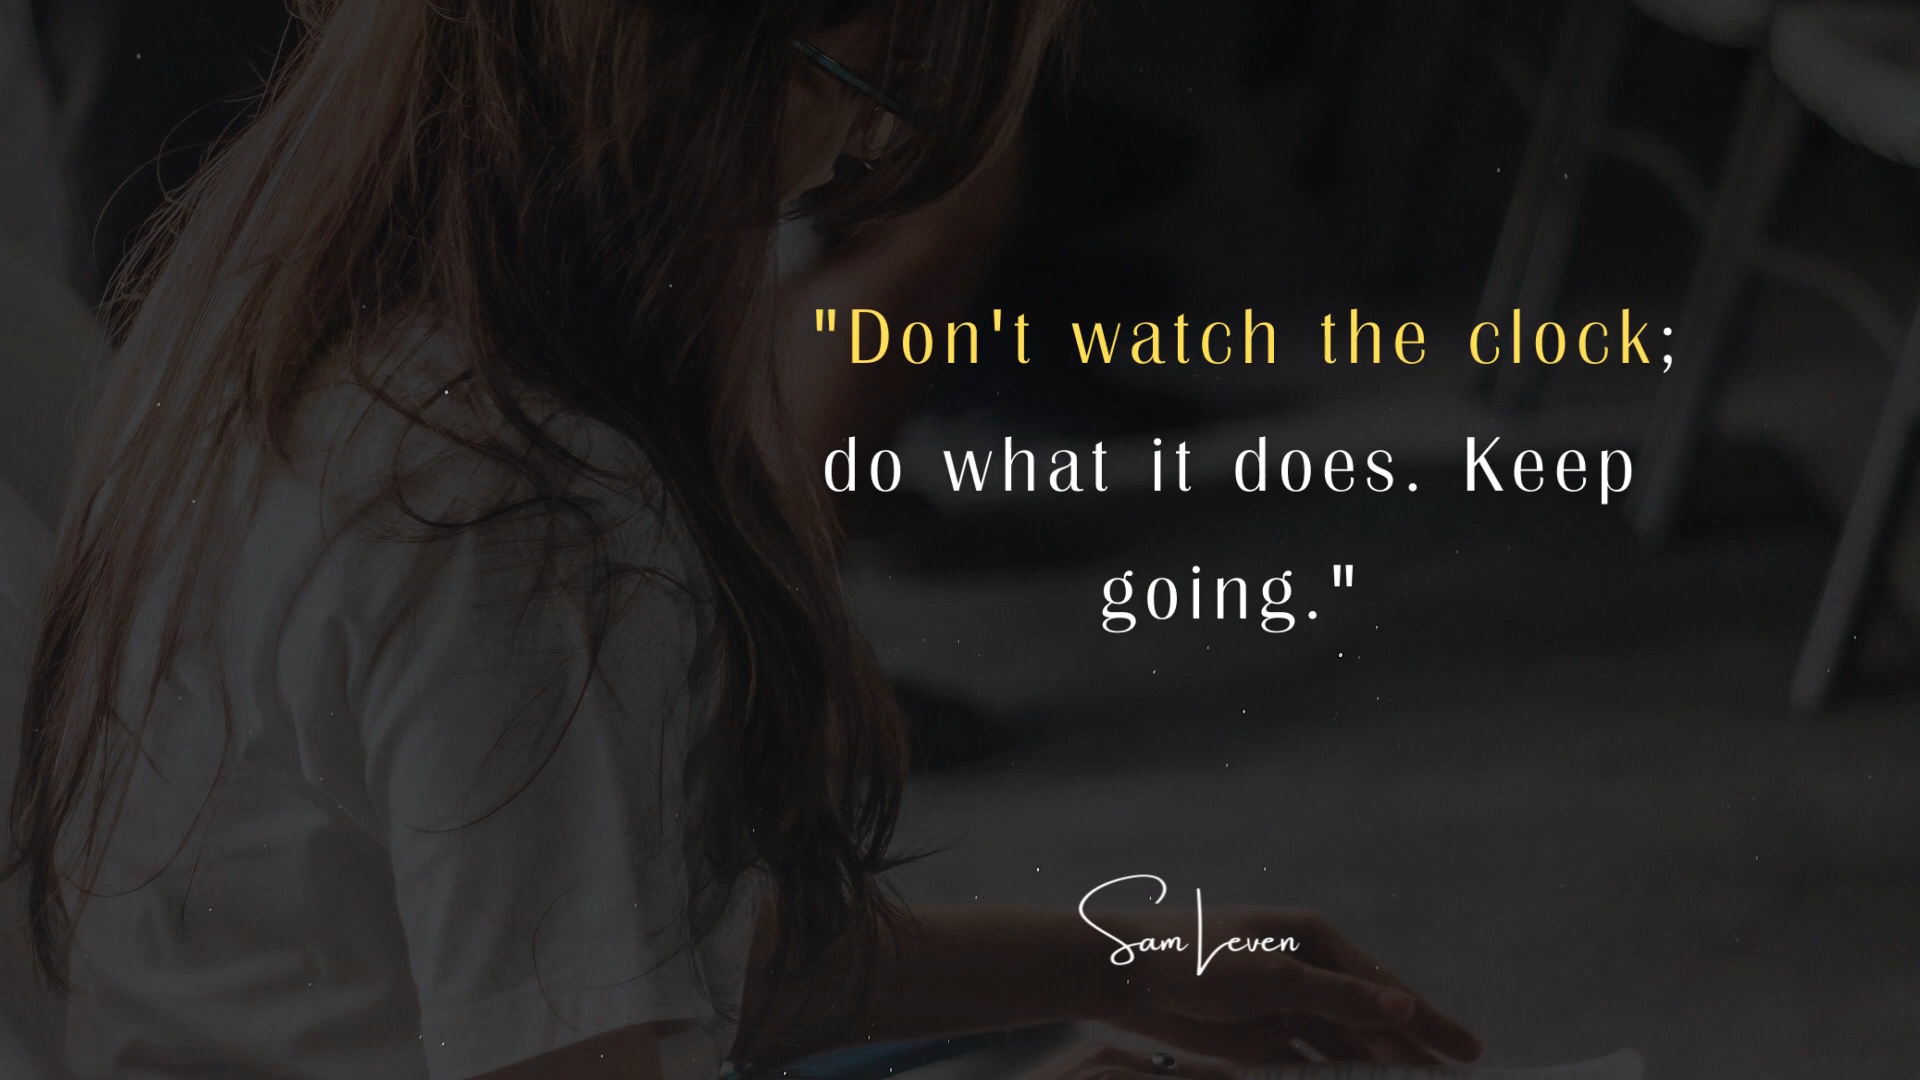 "Don't watch the clock;
do what it does. Keep
going."
Sam Leven